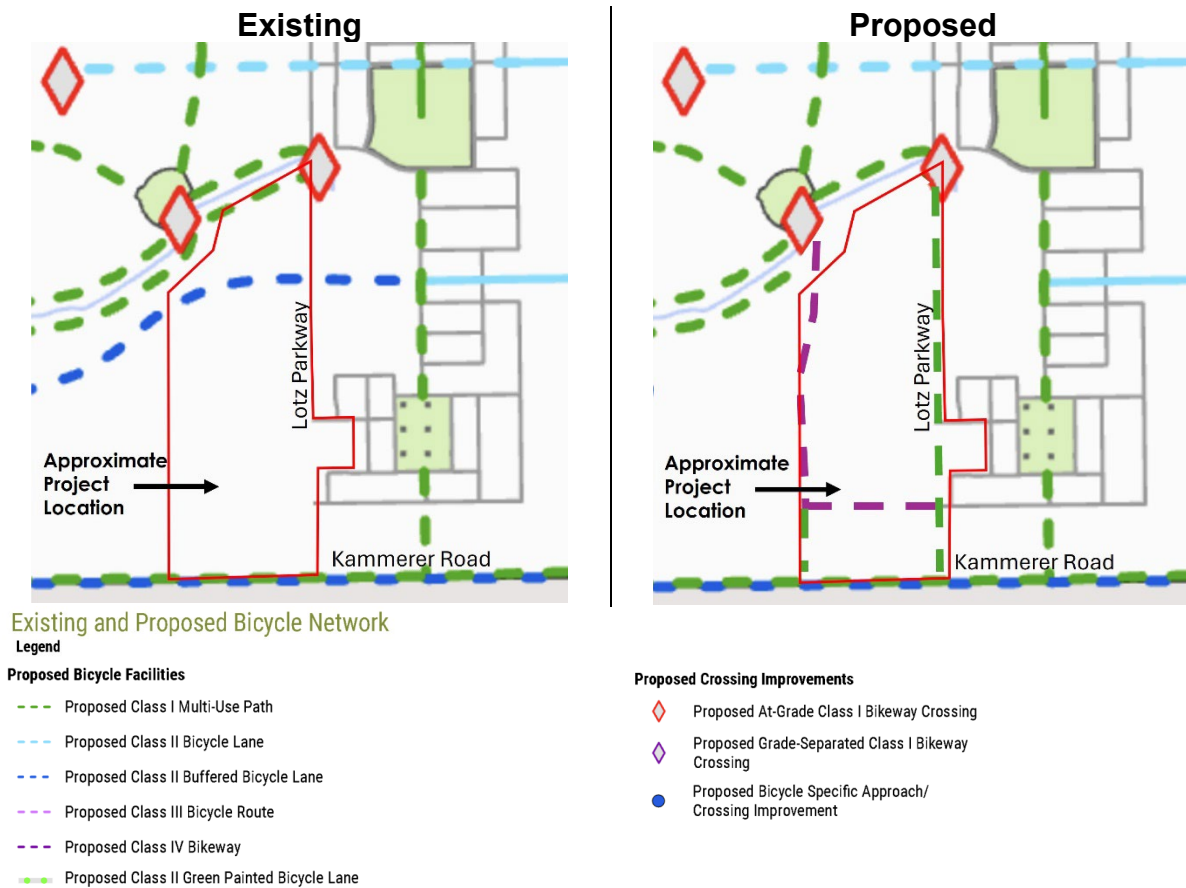 Existing
Proposed
Lotz Parkway
Approximate
Project
Location
Kammerer Road
Lotz Parkway
Approximate
Project
Location
Kammerer Road
Existing and Proposed Bicycle Network
Legend
Proposed Bicycle Facilities
Proposed Class I Multi-Use Path
Proposed Class II Bicycle Lane
Proposed Class II Buffered Bicycle Lane
Proposed Class III Bicycle Route
Proposed Class IV Bikeway
Proposed Class II Green Painted Bicycle Lane
Proposed Crossing Improvements
Proposed At-Grade Class I Bikeway Crossing
Proposed Grade-Separated Class I Bikeway
Crossing
Proposed Bicycle Specific Approach/
Crossing Improvement